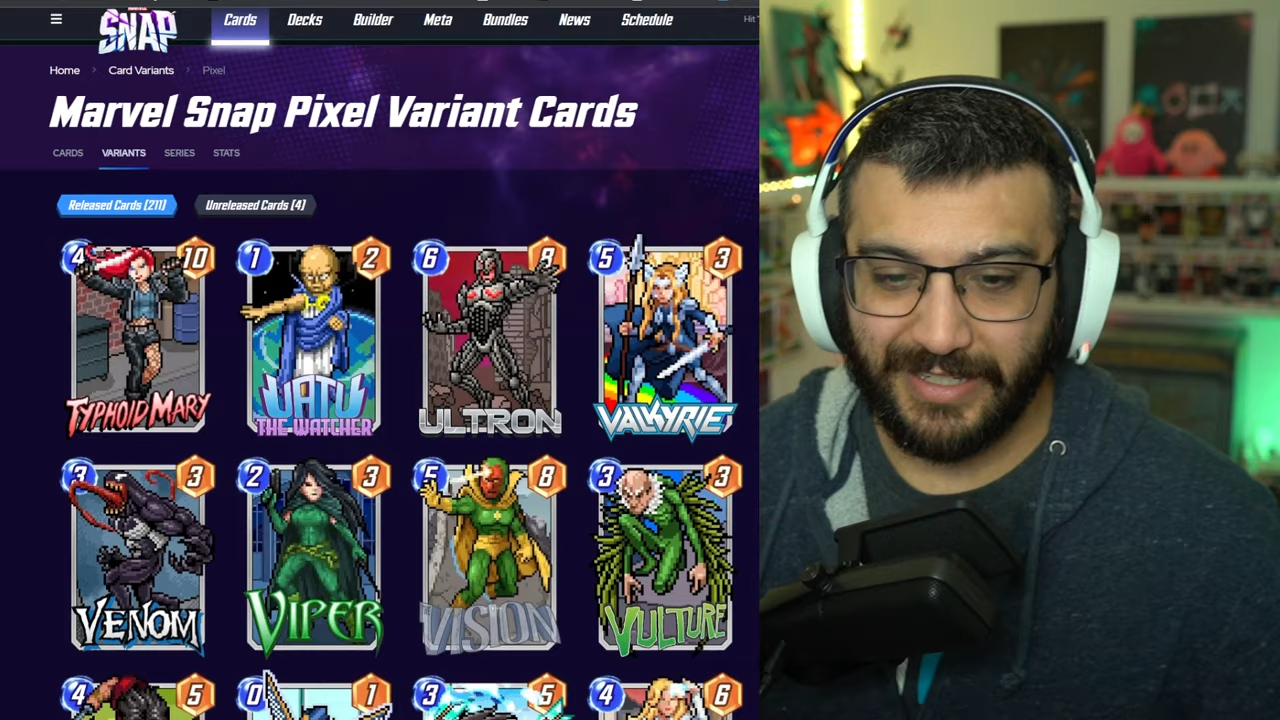 SNAP
Cards
Decks
Builder
Meta
Bundles
News
Schedule
Hit
Home > Card Variants > Pixel
Marvel Snap Pixel Variant Cards
CARDS
VARIANTS
SERIES
STATS
Released Cards (211)
Unreleased Cards (4)
4 10
TYPHOID MARY
1 2
UATU
THE WATCHER
6 8
ULTRON
5 3
VALKYRIE
3 3
VENOM
2 3
VIPER
5 8
VISION
3 3
VULTURE
4 5
0 1
3 5
4 6